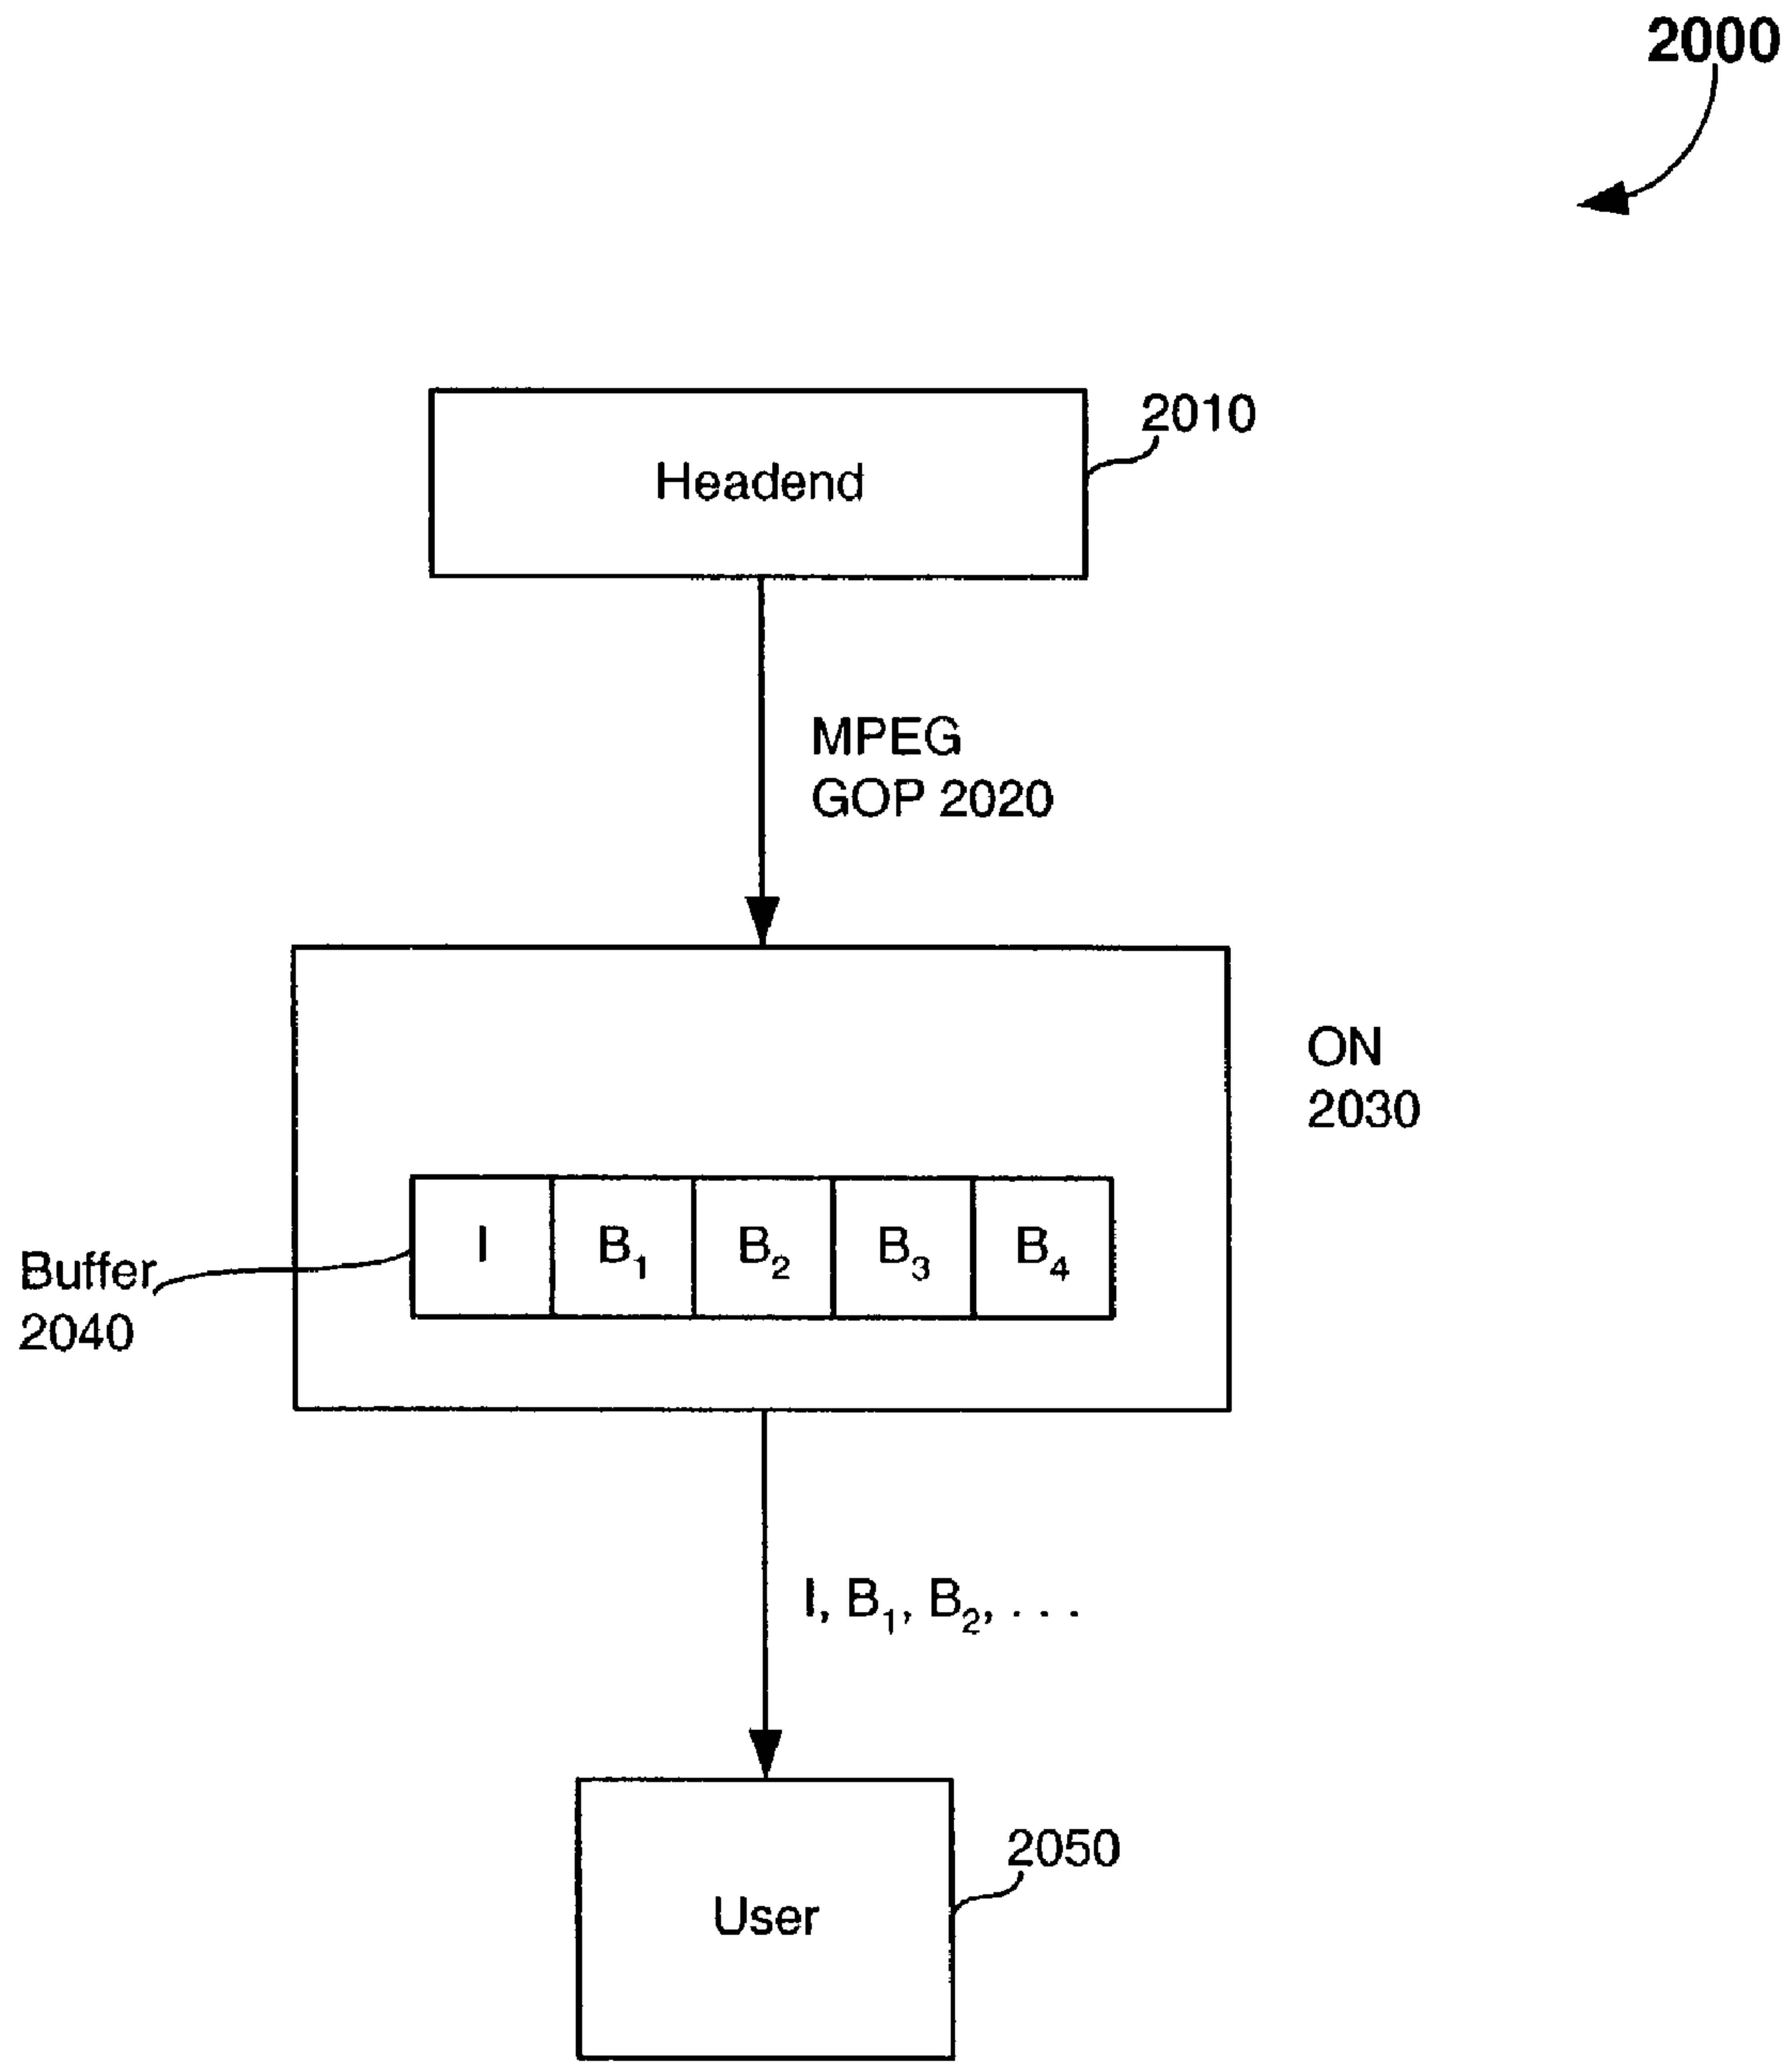 2000
2010
Headend
MPEG
GOP 2020
ON
2030
I B₁ B₂ B₃ B₄
Buffer
2040
I, B₁, B₂, . . .
2050
User